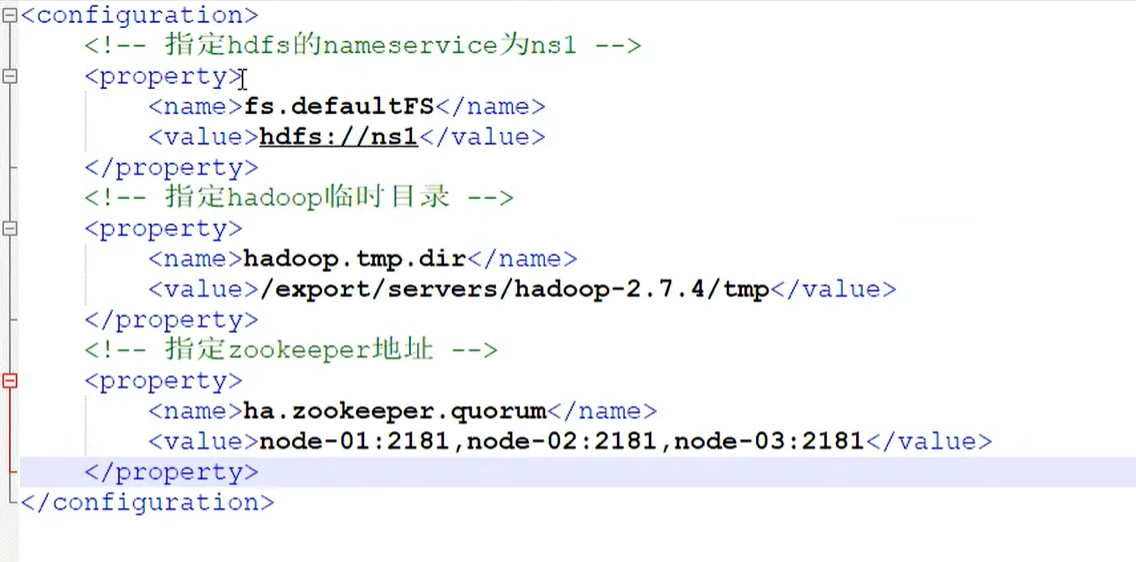 <configuration>
<!-- 指定hdfs的nameservice为ns1 -->
<property>
<name>fs.defaultFS</name>
<value>hdfs://ns1</value>
</property>
<!-- 指定hadoop临时目录 -->
<property>
<name>hadoop.tmp.dir</name>
<value>/export/servers/hadoop-2.7.4/tmp</value>
</property>
<!-- 指定zookeeper地址 -->
<property>
<name>ha.zookeeper.quorum</name>
<value>node-01:2181,node-02:2181,node-03:2181</value>
</property>
</configuration>